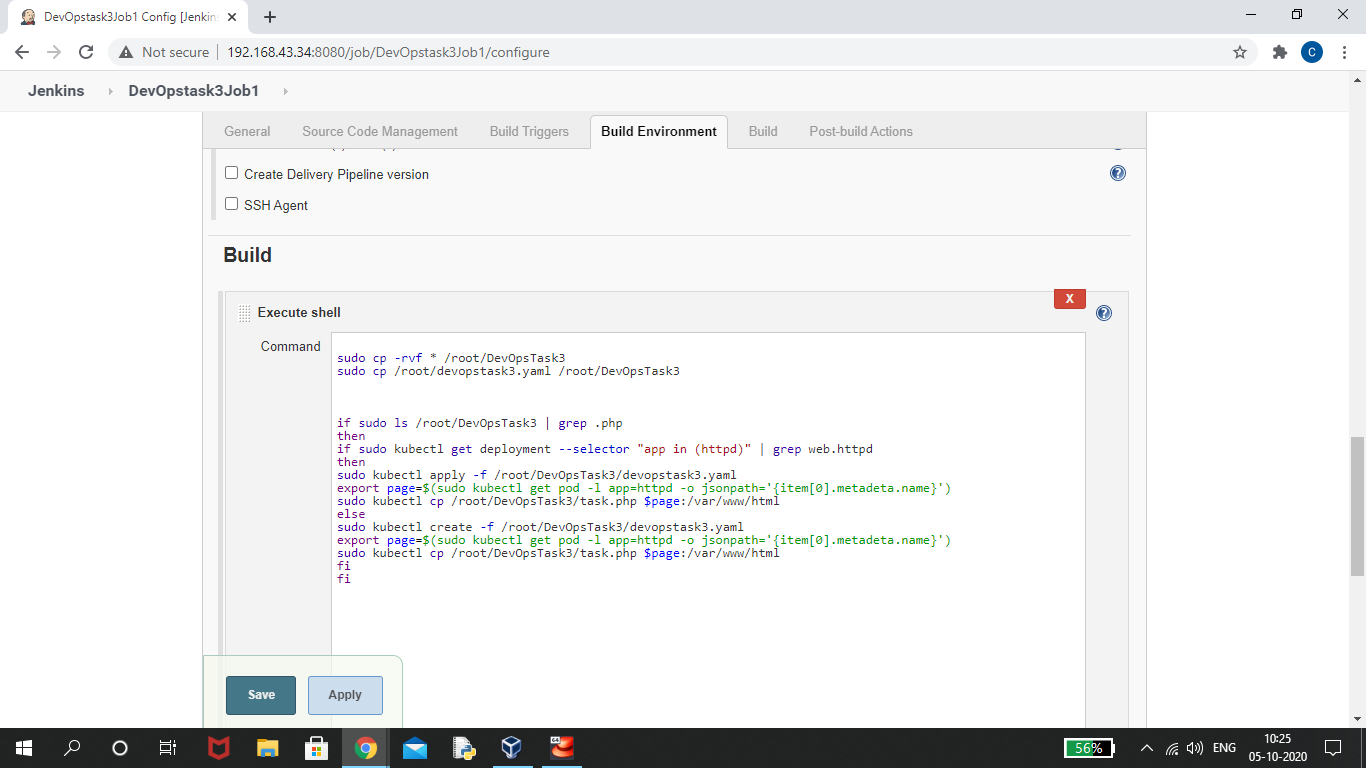 DevOpstask3Job1 Config [Jenkin
Not secure
192.168.43.34:8080/job/DevOpstask3Job1/configure
C
Jenkins
DevOpstask3Job1
General
Source Code Management
Build Triggers
Build Environment
Build
Post-build Actions
Create Delivery Pipeline version
?
SSH Agent
Build
X
Execute shell
?
Command
sudo cp -rvf * /root/DevOpsTask3
sudo cp /root/devopstask3.yaml /root/DevOpsTask3
if sudo ls /root/DevOpsTask3 | grep .php
then
if sudo kubectl get deployment --selector "app in (httpd)" | grep web.httpd
then
sudo kubectl apply -f /root/DevOpsTask3/devopstask3.yaml
export page=$(sudo kubectl get pod -l app=httpd -o jsonpath='{item[0].metadeta.name}')
sudo kubectl cp /root/DevOpsTask3/task.php $page:/var/www/html
else
sudo kubectl create -f /root/DevOpsTask3/devopstask3.yaml
export page=$(sudo kubectl get pod -l app=httpd -o jsonpath='{item[0].metadeta.name}')
sudo kubectl cp /root/DevOpsTask3/task.php $page:/var/www/html
fi
fi
Save
Apply
64
56%
ENG
10:25
05-10-2020